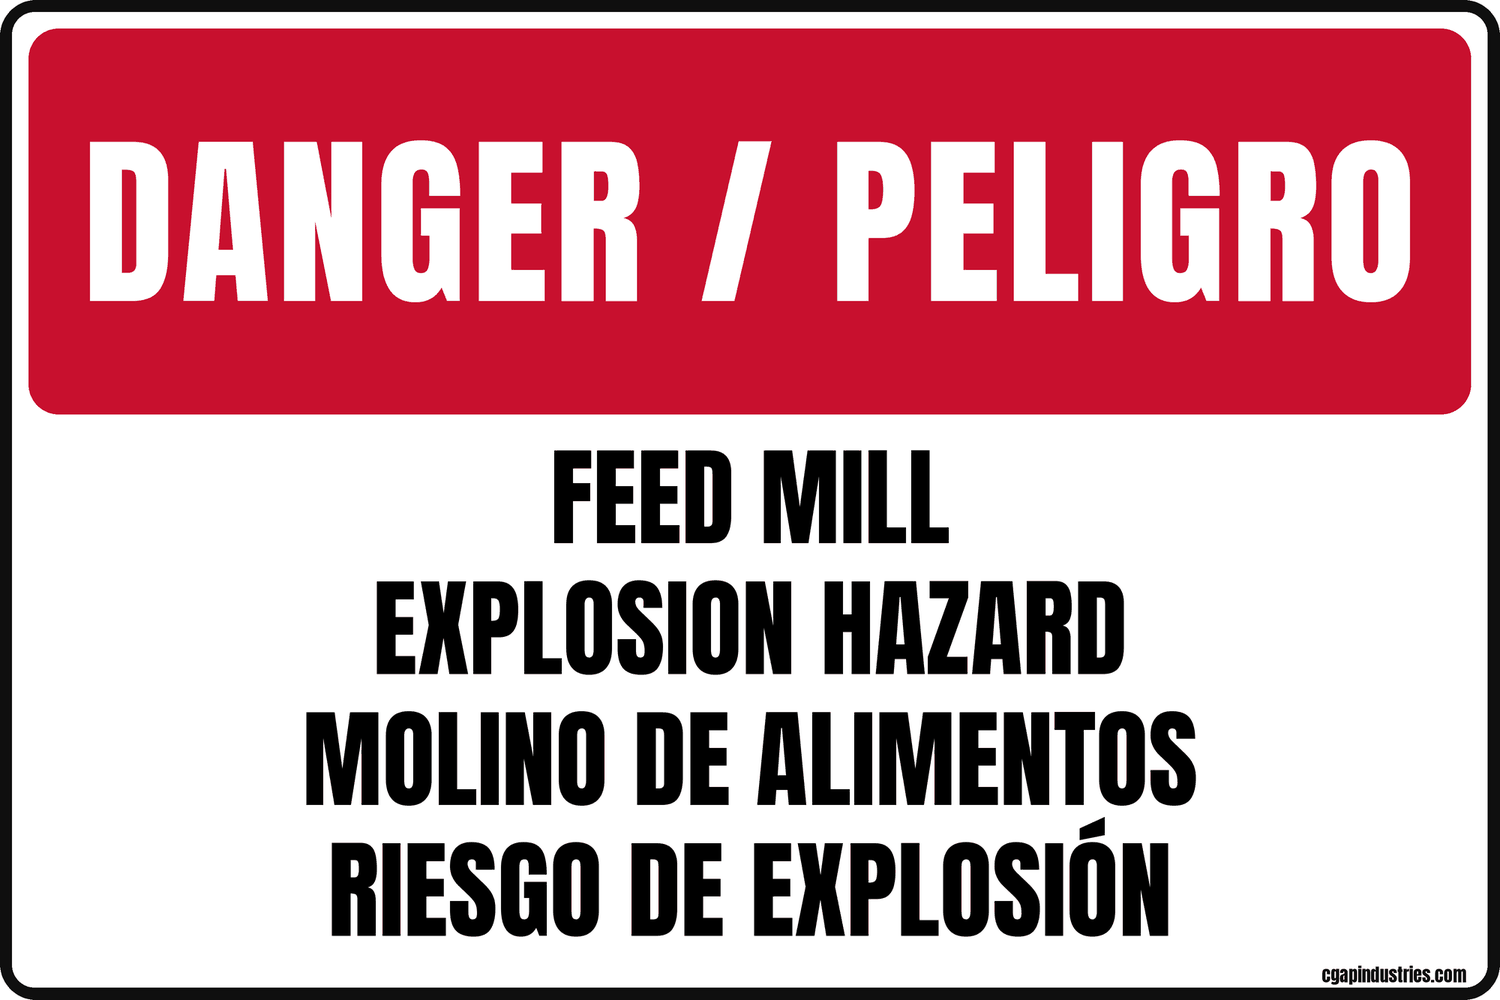 DANGER / PELIGRO
FEED MILL
EXPLOSION HAZARD
MOLINO DE ALIMENTOS
RIESGO DE EXPLOSIÓN
cgapindustries.com